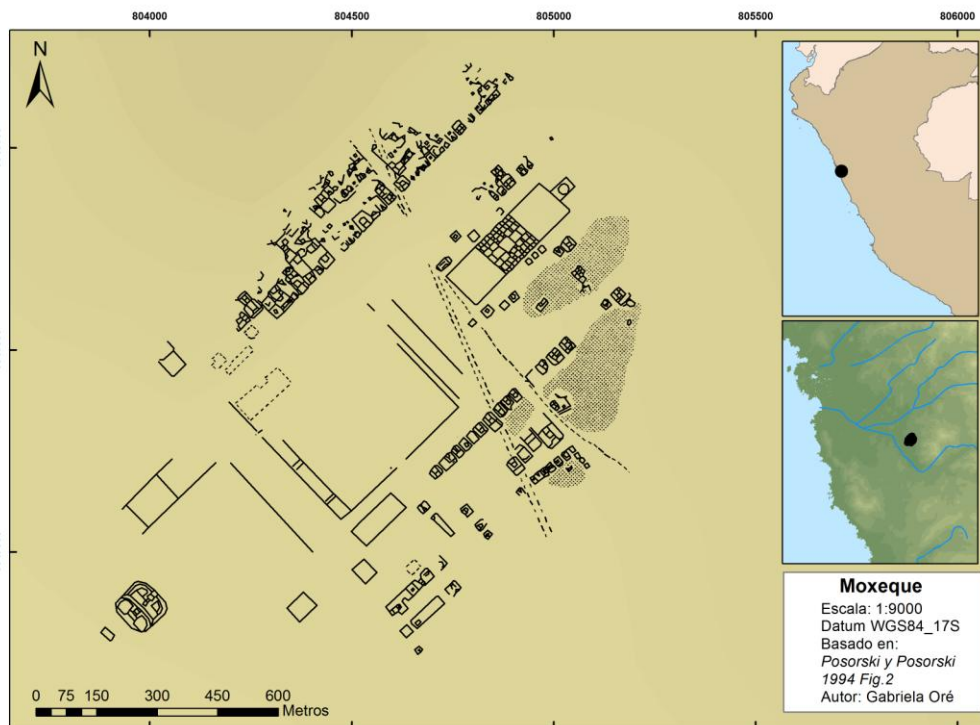 804000 804500 805000 805500 806000
N
0 75 150 300 450 600
Metros
Moxeque
Escala: 1:9000
Datum WGS84_17S
Basado en:
Posorski y Posorski
1994 Fig.2
Autor: Gabriela Oré